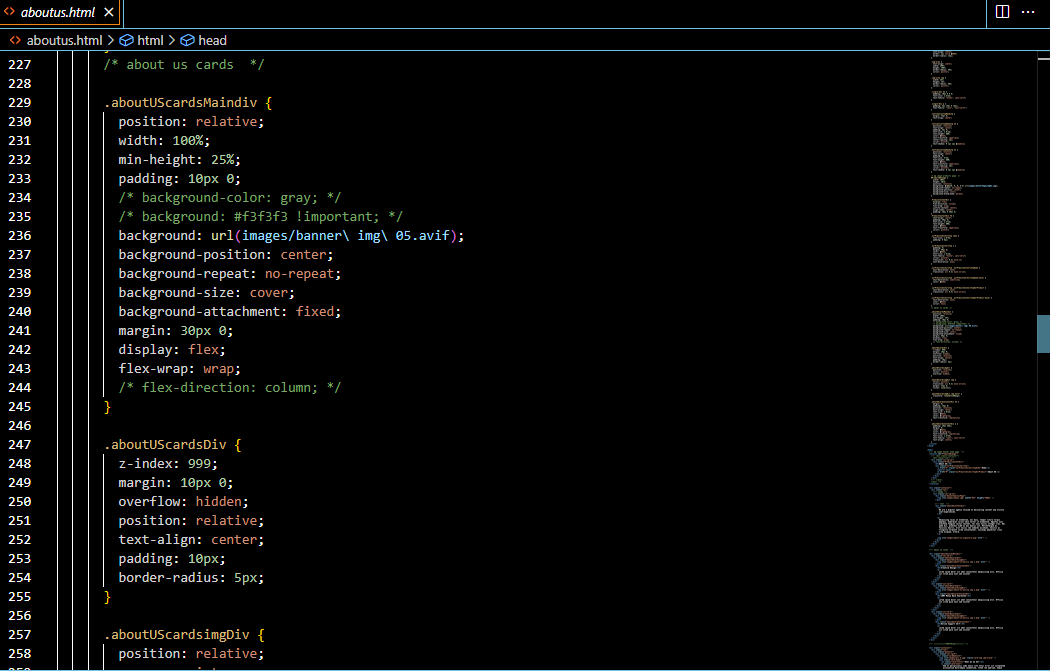 aboutus.html
aboutus.html > html > head
227 /* about us cards  */
228
229 .aboutUScardsMaindiv {
230 position: relative;
231 width: 100%;
232 min-height: 25%;
233 padding: 10px 0;
234 /* background-color: gray; */
235 /* background: #f3f3f3 !important; */
236 background: url(images/banner\ img\ 05.avif);
237 background-position: center;
238 background-repeat: no-repeat;
239 background-size: cover;
240 background-attachment: fixed;
241 margin: 30px 0;
242 display: flex;
243 flex-wrap: wrap;
244 /* flex-direction: column; */
245 }
246
247 .aboutUScardsDiv {
248 z-index: 999;
249 margin: 10px 0;
250 overflow: hidden;
251 position: relative;
252 text-align: center;
253 padding: 10px;
254 border-radius: 5px;
255 }
256
257 .aboutUScardsimgDiv {
258 position: relative;